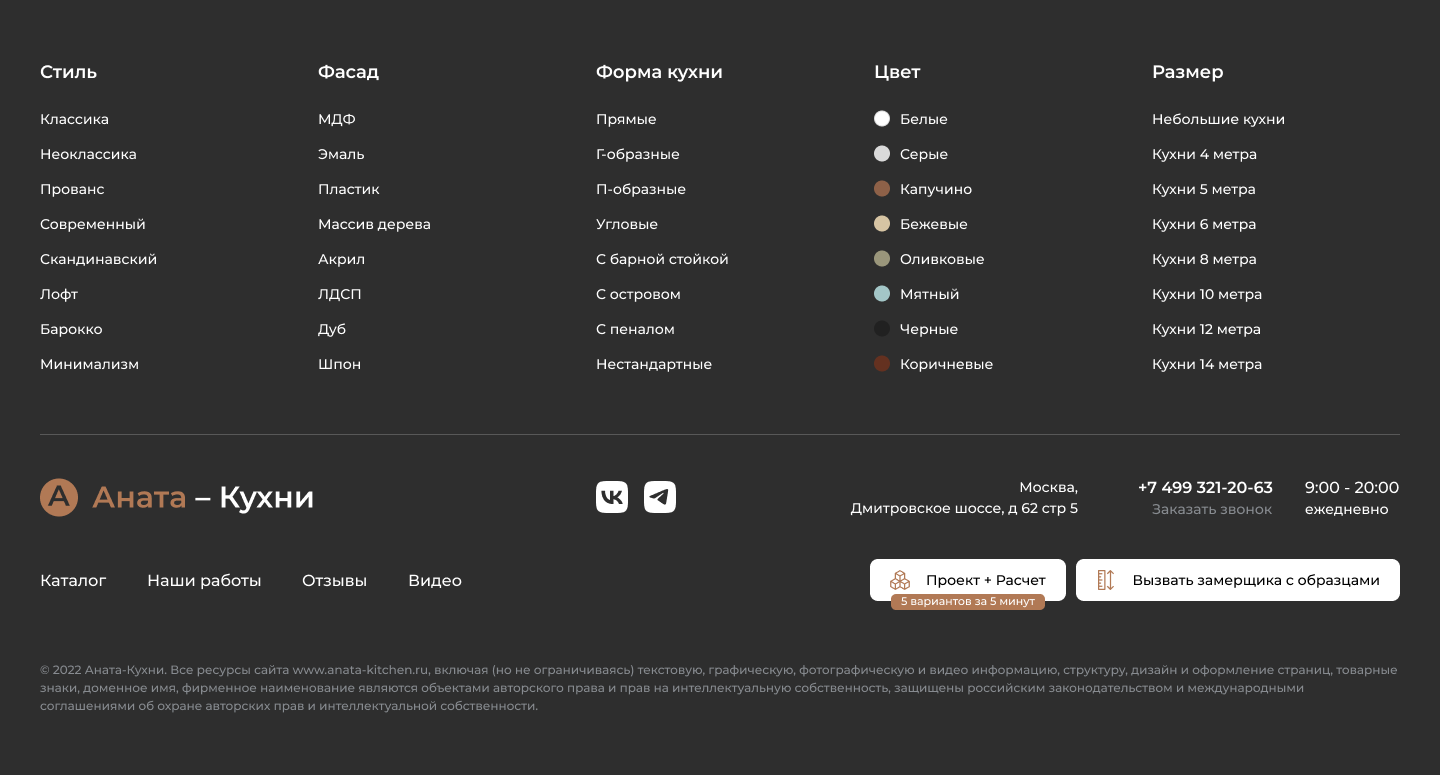 Стиль
Классика
Неоклассика
Прованс
Современный
Скандинавский
Лофт
Барокко
Минимализм
Фасад
МДФ
Эмаль
Пластик
Массив дерева
Акрил
ЛДСП
Дуб
Шпон
Форма кухни
Прямые
Г-образные
П-образные
Угловые
С барной стойкой
С островом
С пеналом
Нестандартные
Цвет
Белые
Серые
Капучино
Бежевые
Оливковые
Мятный
Черные
Коричневые
Размер
Небольшие кухни
Кухни 4 метра
Кухни 5 метра
Кухни 6 метра
Кухни 8 метра
Кухни 10 метра
Кухни 12 метра
Кухни 14 метра
А Аната – Кухни
Москва,
Дмитровское шоссе, д 62 стр 5
+7 499 321-20-63
Заказать звонок
9:00 - 20:00
ежедневно
Каталог Наши работы Отзывы Видео
Проект + Расчет
5 вариантов за 5 минут
Вызвать замерщика с образцами
© 2022 Аната-Кухни. Все ресурсы сайта www.anata-kitchen.ru, включая (но не ограничиваясь) текстовую, графическую, фотографическую и видео информацию, структуру, дизайн и оформление страниц, товарные
знаки, доменное имя, фирменное наименование являются объектами авторского права и прав на интеллектуальную собственность, защищены российским законодательством и международными
соглашениями об охране авторских прав и интеллектуальной собственности.